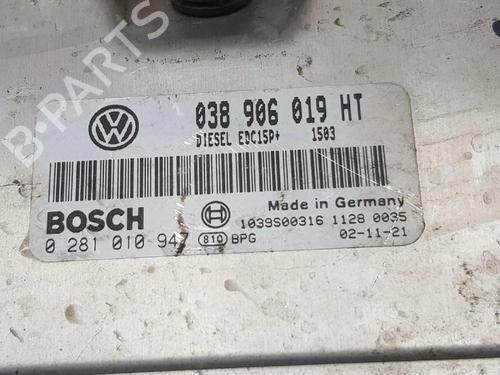 038 906 019 HT
DIESEL EDC15P+ 1503
BOSCH
Made in Germany
1039S00316 1128 0035
0 281 010 947 810 BPG 02-11-21